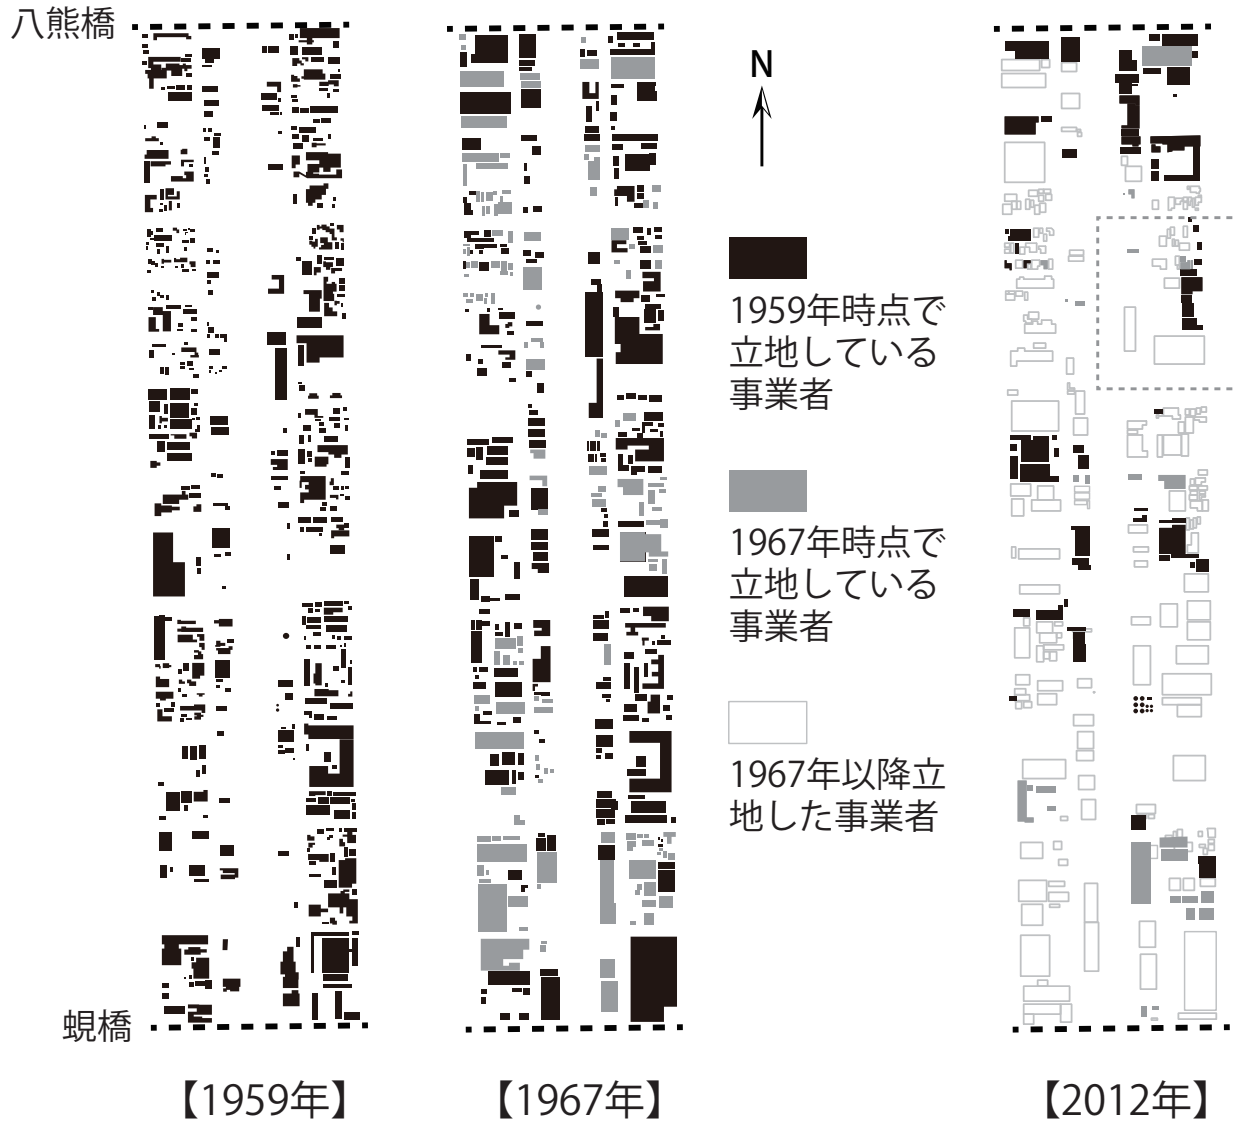 八熊橋
N
1959年時点で
立地している
事業者
1967年時点で
立地している
事業者
1967年以降立
地した事業者
蜆橋
【1959年】
【1967年】
【2012年】